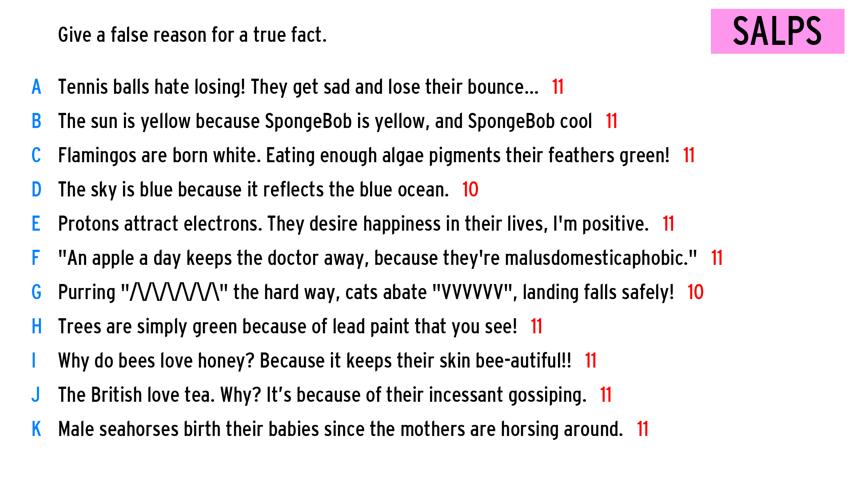 Give a false reason for a true fact.
SALPS
A Tennis balls hate losing! They get sad and lose their bounce... 11
B The sun is yellow because SpongeBob is yellow, and SpongeBob cool 11
C Flamingos are born white. Eating enough algae pigments their feathers green! 11
D The sky is blue because it reflects the blue ocean. 10
E Protons attract electrons. They desire happiness in their lives, I'm positive. 11
F "An apple a day keeps the doctor away, because they're malusdomesticaphobic." 11
G Purring "/\/\/\/\/\/\" the hard way, cats abate "VVVVVV", landing falls safely! 10
H Trees are simply green because of lead paint that you see! 11
I Why do bees love honey? Because it keeps their skin bee-autiful!! 11
J The British love tea. Why? It’s because of their incessant gossiping. 11
K Male seahorses birth their babies since the mothers are horsing around. 11